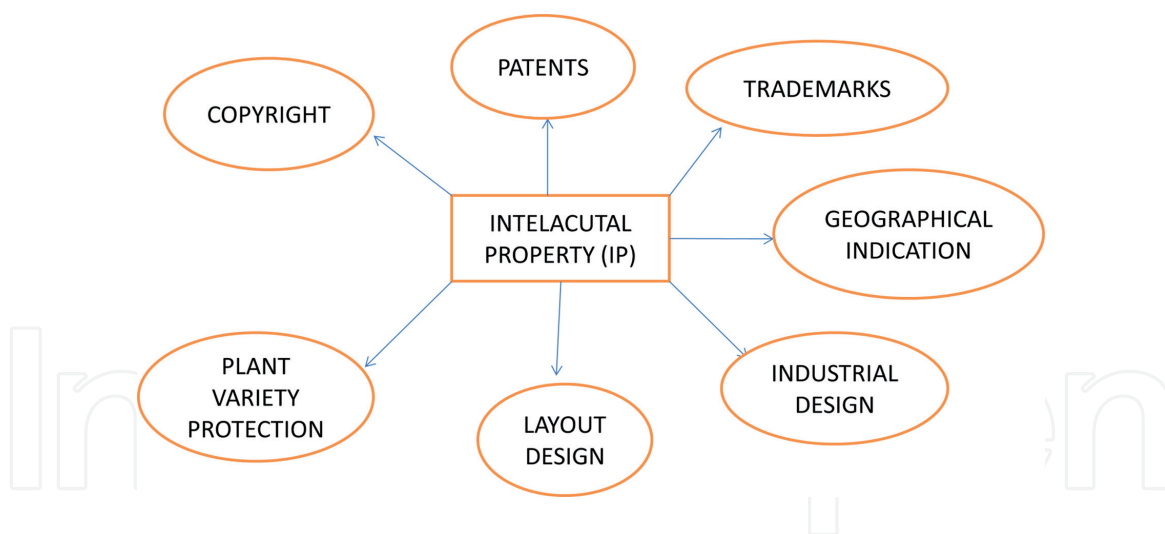 PATENTS
TRADEMARKS
COPYRIGHT
INTELACUTAL
PROPERTY (IP)
GEOGRAPHICAL
INDICATION
PLANT
VARIETY
PROTECTION
LAYOUT
DESIGN
INDUSTRIAL
DESIGN